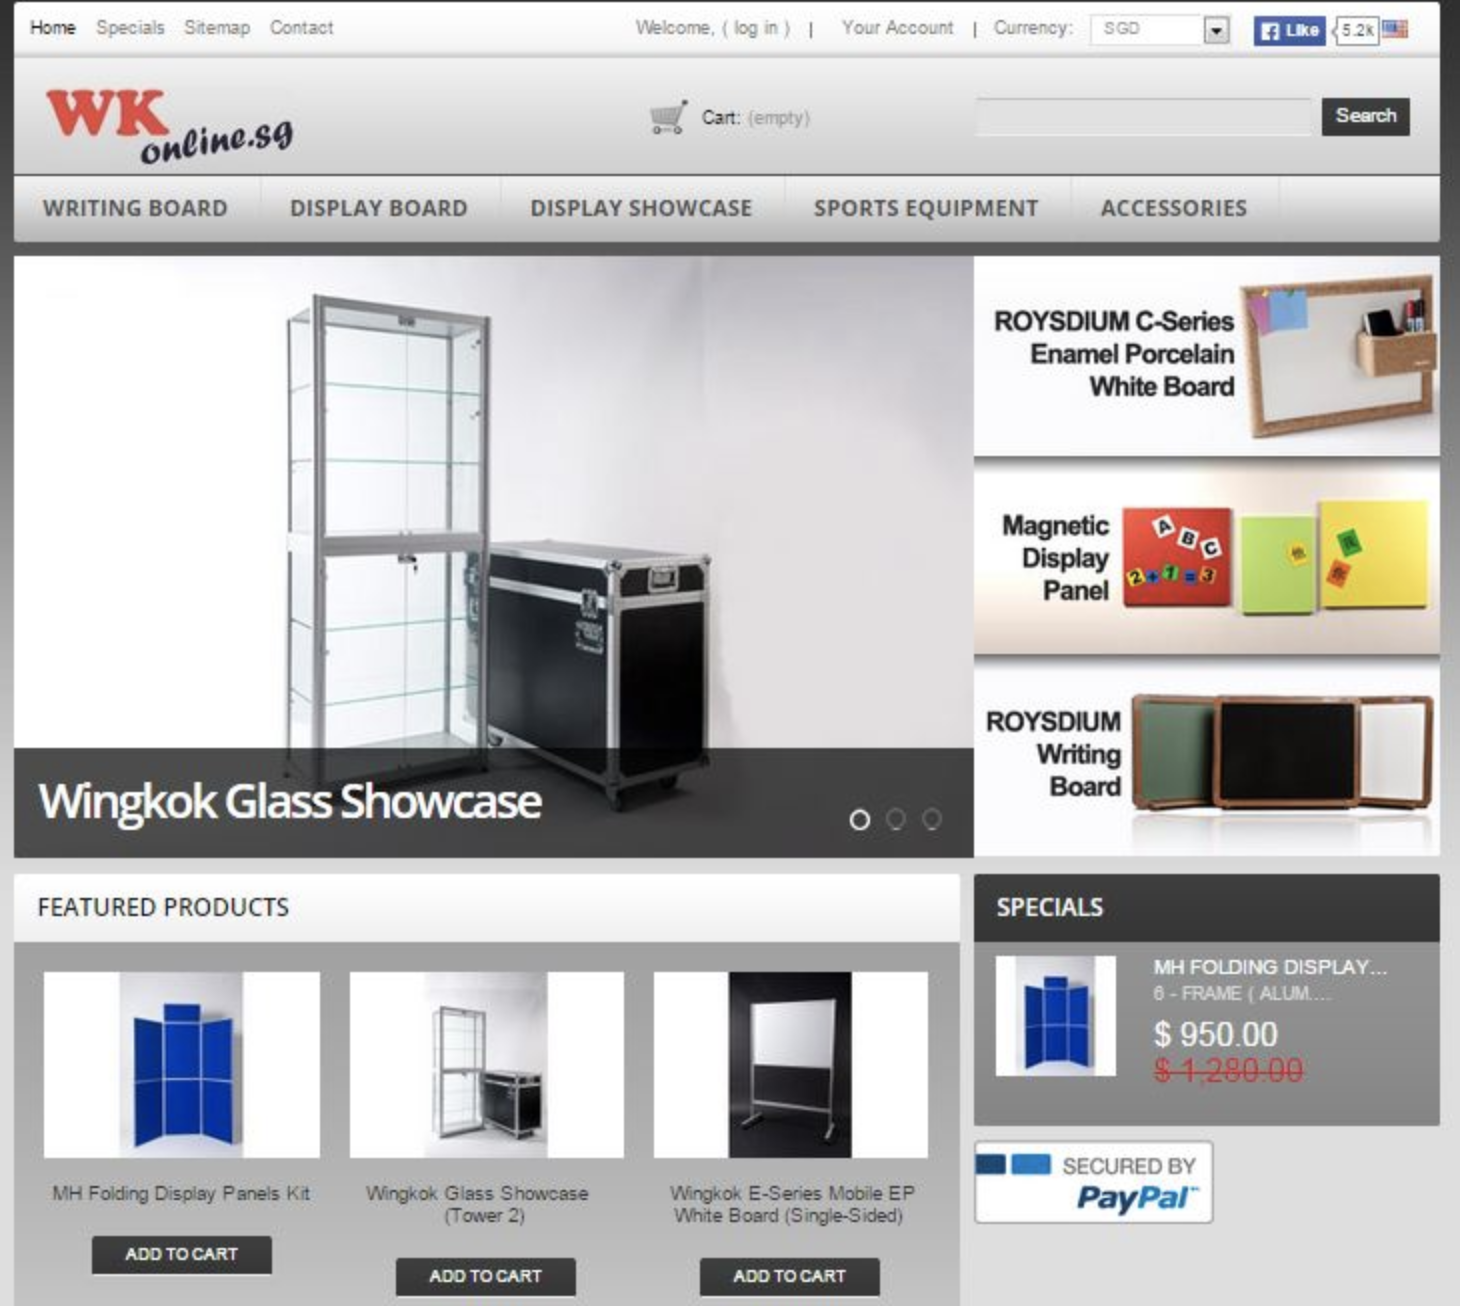 Home Specials Sitemap Contact Welcome, ( log in ) | Your Account | Currency: SGD Like 5.2k
WK
online.sg
Cart: (empty)
Search
WRITING BOARD DISPLAY BOARD DISPLAY SHOWCASE SPORTS EQUIPMENT ACCESSORIES
Wingkok Glass Showcase
ROYSDIUM C-Series
Enamel Porcelain
White Board
Magnetic
Display
Panel
A B C
2 + 1 = 3
ROYSDIUM
Writing
Board
FEATURED PRODUCTS
MH Folding Display Panels Kit
ADD TO CART
Wingkok Glass Showcase
(Tower 2)
ADD TO CART
Wingkok E-Series Mobile EP
White Board (Single-Sided)
ADD TO CART
SPECIALS
MH FOLDING DISPLAY...
6 - FRAME ( ALUM....
$ 950.00
$ 1,280.00
SECURED BY
PayPal™